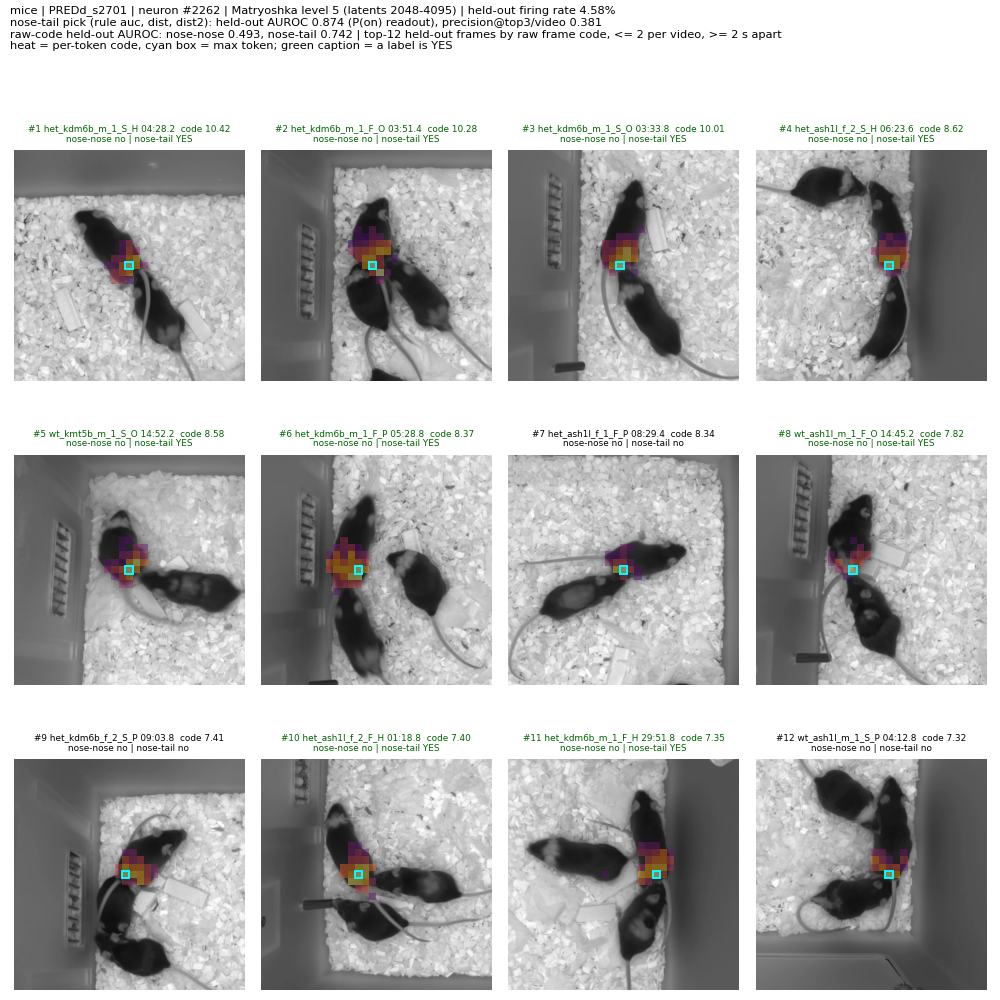 mice | PREDd_s2701 | neuron #2262 | Matryoshka level 5 (latents 2048-4095) | held-out firing rate 4.58%
nose-tail pick (rule auc, dist, dist2): held-out AUROC 0.874 (P(on) readout), precision@top3/video 0.381
raw-code held-out AUROC: nose-nose 0.493, nose-tail 0.742 | top-12 held-out frames by raw frame code, <= 2 per video, >= 2 s apart
heat = per-token code, cyan box = max token; green caption = a label is YES
#1 het_kdm6b_m_1_S_H 04:28.2 code 10.42
nose-nose no | nose-tail YES
#2 het_kdm6b_m_1_F_O 03:51.4 code 10.28
nose-nose no | nose-tail YES
#3 het_kdm6b_m_1_S_O 03:33.8 code 10.01
nose-nose no | nose-tail YES
#4 het_ash1l_f_2_S_H 06:23.6 code 8.62
nose-nose no | nose-tail YES
#5 wt_kmt5b_m_1_S_O 14:52.2 code 8.58
nose-nose no | nose-tail YES
#6 het_kdm6b_m_1_F_P 05:28.8 code 8.37
nose-nose no | nose-tail YES
#7 het_ash1l_f_1_F_P 08:29.4 code 8.34
nose-nose no | nose-tail no
#8 wt_ash1l_m_1_F_O 14:45.2 code 7.82
nose-nose no | nose-tail YES
#9 het_kdm6b_f_2_S_P 09:03.8 code 7.41
nose-nose no | nose-tail no
#10 het_ash1l_f_2_F_H 01:18.8 code 7.40
nose-nose no | nose-tail YES
#11 het_kdm6b_m_1_F_H 29:51.8 code 7.35
nose-nose no | nose-tail YES
#12 wt_ash1l_m_1_S_P 04:12.8 code 7.32
nose-nose no | nose-tail no